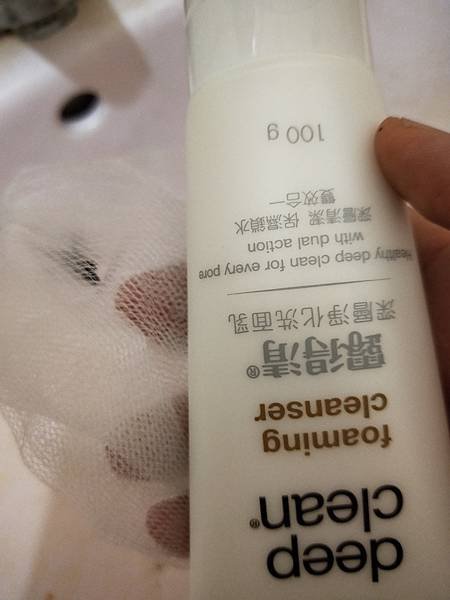 deep
clean®
foaming
cleanser
露得清®
深層淨化洗面乳
Healthy deep clean for every pore
with dual action
深層清潔 保濕鎖水
雙效合一
100 g